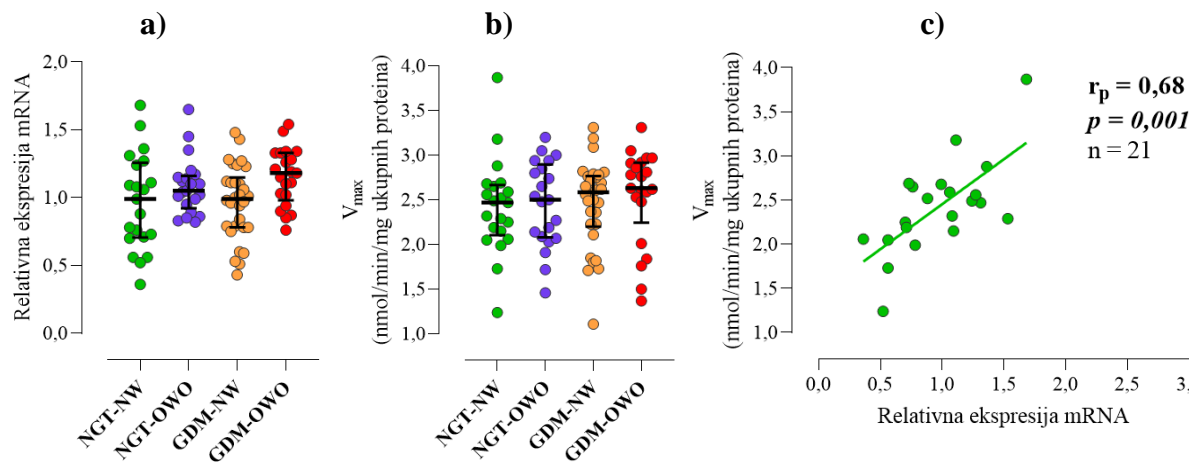 a)
Relativna ekspresija mRNA
2,0
1,5
1,0
0,5
0,0
NGT-NW
NGT-OWO
GDM-NW
GDM-OWO
b)
Vmax
(nmol/min/mg ukupnih proteina)
4,0
3,5
3,0
2,5
2,0
1,5
1,0
NGT-NW
NGT-OWO
GDM-NW
GDM-OWO
c)
Vmax
(nmol/min/mg ukupnih proteina)
4,0
3,5
3,0
2,5
2,0
1,5
1,0
rp = 0,68
p = 0,001
n = 21
0,0 0,5 1,0 2,0 2,5
Relativna ekspresija mRNA